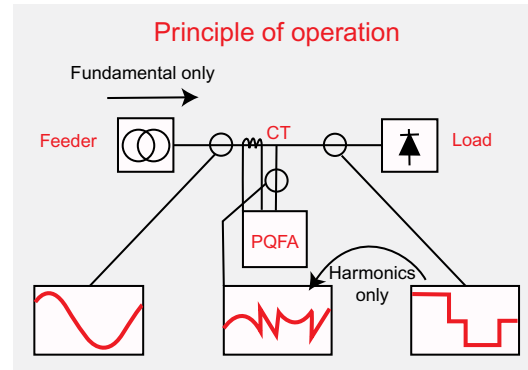 Principle of operation
Fundamental only
Feeder
CT
Load
PQFA
Harmonics
only